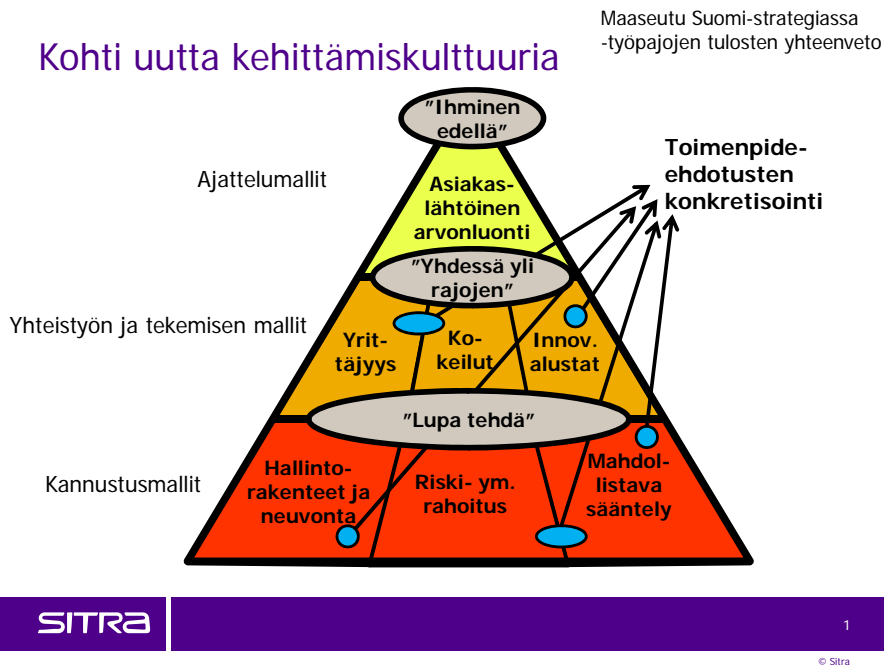 Maaseutu Suomi-strategiassa
-työpajojen tulosten yhteenveto
Kohti uutta kehittämiskulttuuria
"Ihminen
edellä"
Toimenpide-
ehdotusten
konkretisointi
Ajattelumallit
Asiakas-
lähtöinen
arvonluonti
"Yhdessä yli
rajojen"
Yhteistyön ja tekemisen mallit
Yrit-
täjyys
Ko-
keilut
Innov.
alustat
"Lupa tehdä"
Kannustusmallit
Hallinto-
rakenteet ja
neuvonta
Riski- ym.
rahoitus
Mahdol-
listava
sääntely
SITRA
1
© Sitra